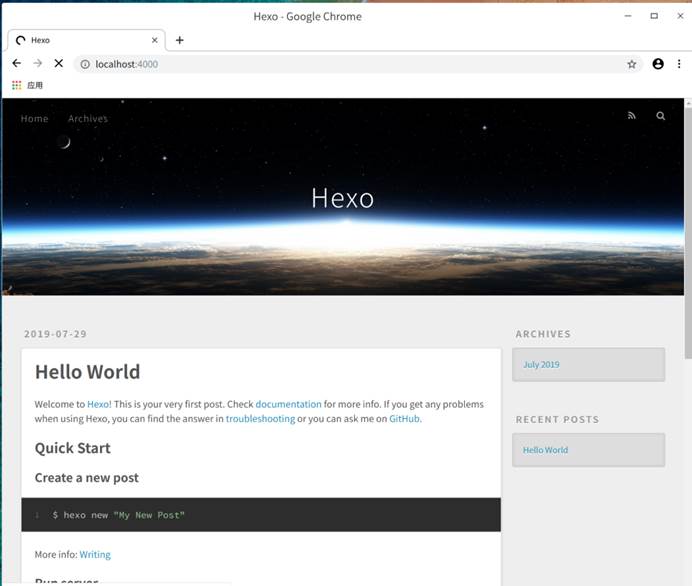 Hexo - Google Chrome
Hexo
localhost:4000
应用
Home Archives
Hexo
2019-07-29
Hello World
Welcome to Hexo! This is your very first post. Check documentation for more info. If you get any problems
when using Hexo, you can find the answer in troubleshooting or you can ask me on GitHub.
Quick Start
Create a new post
1 $ hexo new "My New Post"
More info: Writing
Run server
ARCHIVES
July 2019
RECENT POSTS
Hello World